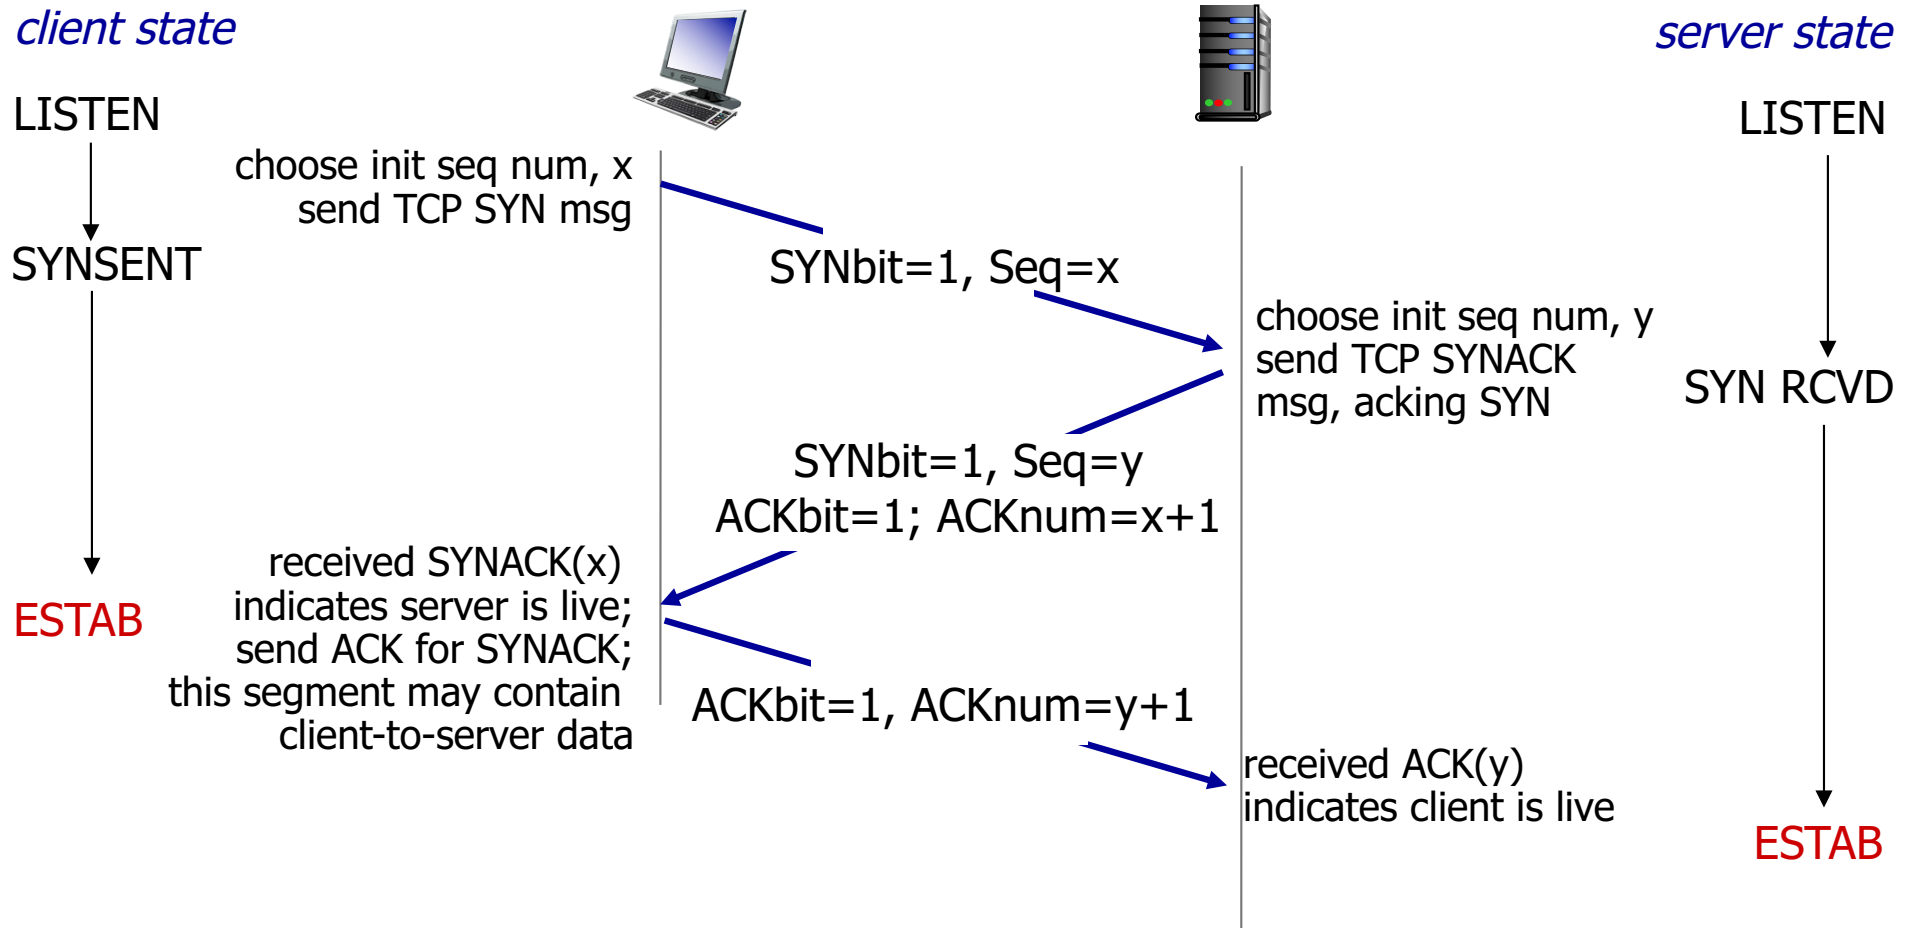 client state
server state
LISTEN
LISTEN
choose init seq num, x
send TCP SYN msg
SYNSENT
SYNbit=1, Seq=x
choose init seq num, y
send TCP SYNACK
msg, acking SYN
SYN RCVD
SYNbit=1, Seq=y
ACKbit=1; ACKnum=x+1
received SYNACK(x)
indicates server is live;
send ACK for SYNACK;
this segment may contain
client-to-server data
ESTAB
ACKbit=1, ACKnum=y+1
received ACK(y)
indicates client is live
ESTAB